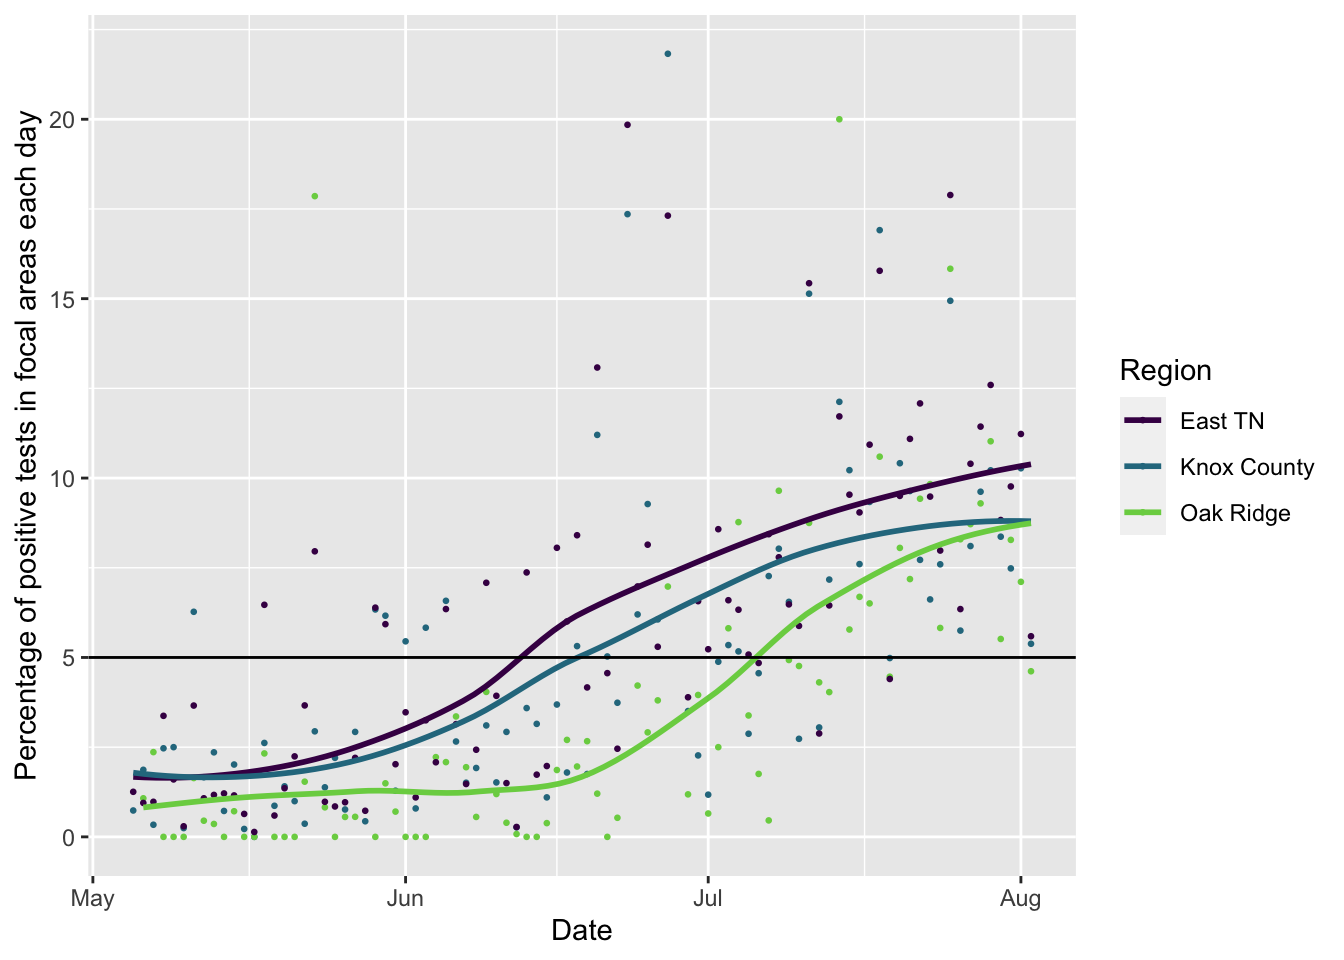 Percentage of positive tests in focal areas each day
20
15
10
5
0
May
Jun
Jul
Aug
Date
Region
East TN
Knox County
Oak Ridge